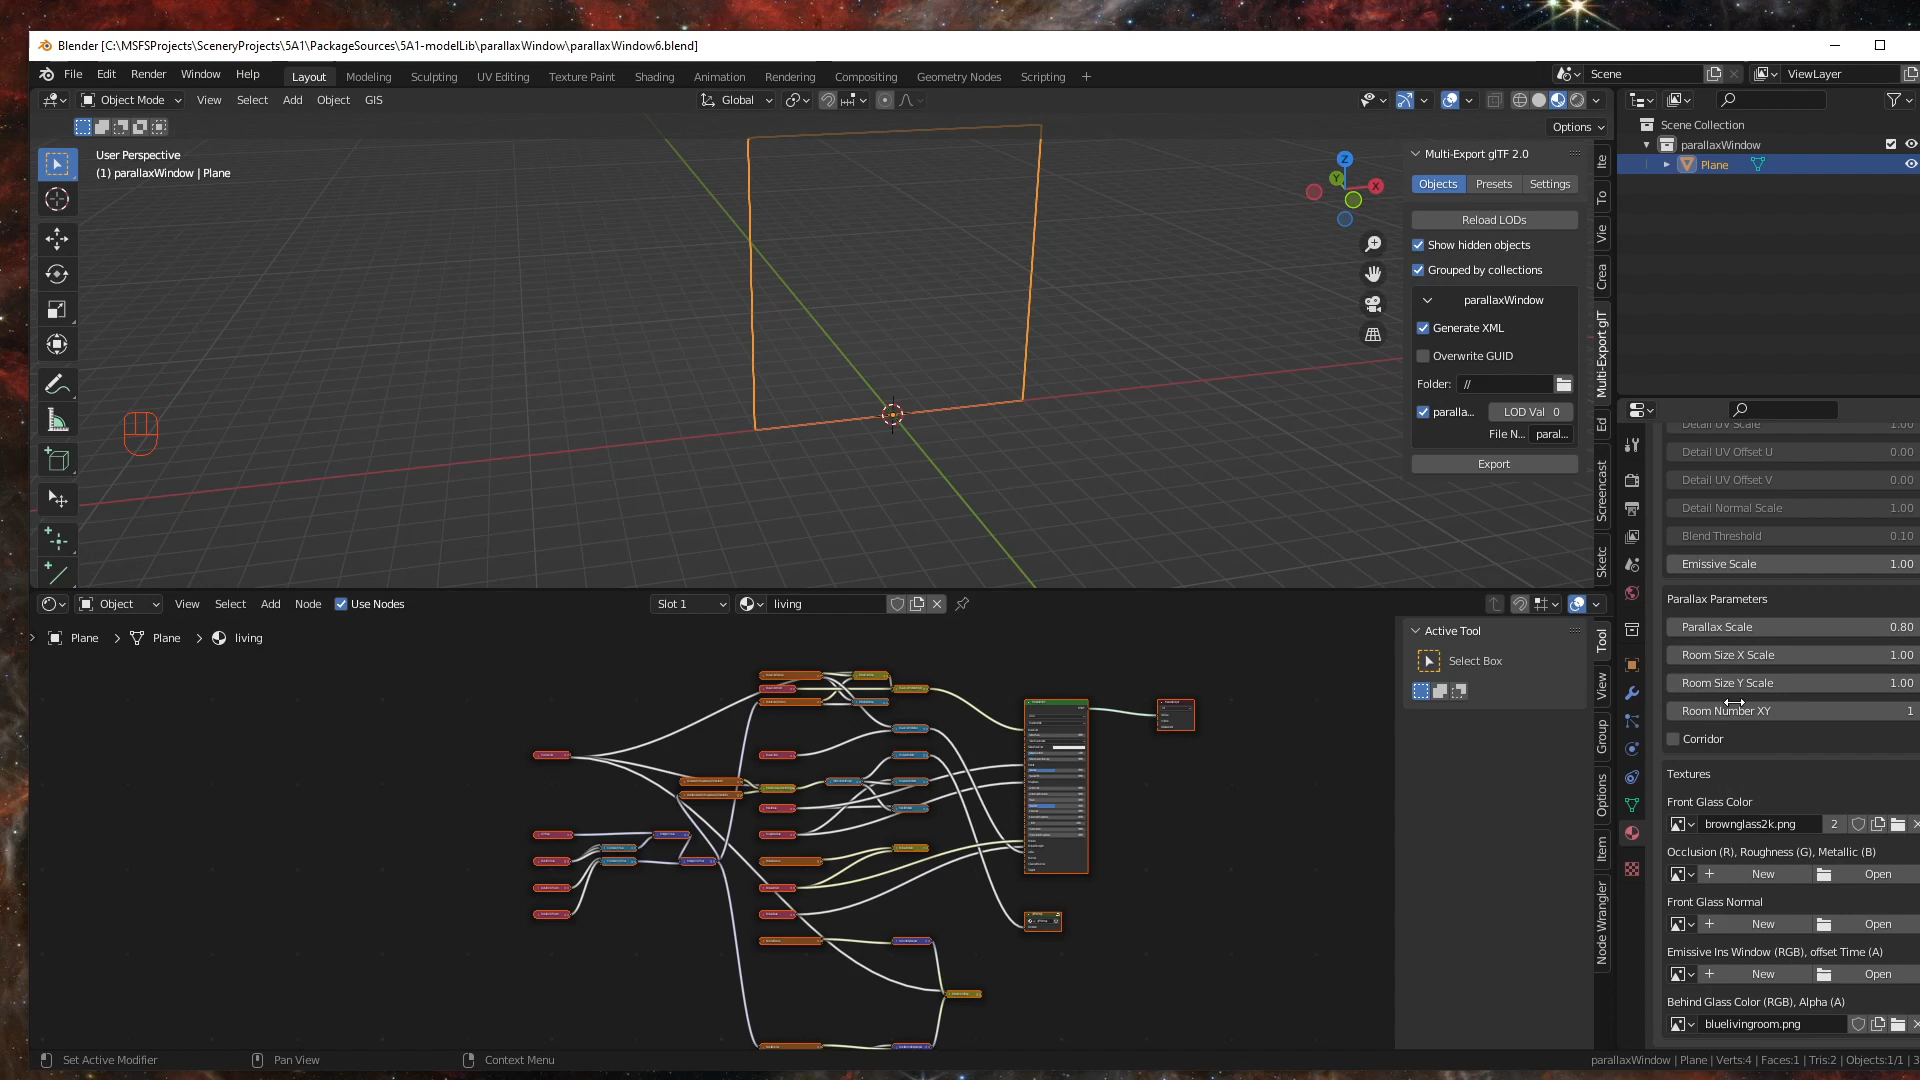 Blender [C:\MSFSProjects\SceneryProjects\5A1\PackageSources\5A1-modelLib\parallaxWindow\parallaxWindow6.blend]
File Edit Render Window Help Layout Modeling Sculpting UV Editing Texture Paint Shading Animation Rendering Compositing Geometry Nodes Scripting + Scene ViewLayer
Object Mode View Select Add Object GIS Global
Options
User Perspective
(1) parallaxWindow | Plane
Z
X
Y
Multi-Export glTF 2.0
Objects Presets Settings
Reload LODs
Show hidden objects
Grouped by collections
parallaxWindow
Generate XML
Overwrite GUID
Folder: //
paralla... LOD Val 0
File N... paral...
Export
Ite
To
Vie
Crea
Multi-Export glT
Ed
Screencast
Sketc
Scene Collection
parallaxWindow
Plane
Detail UV Scale 1.00
Detail UV Offset U 0.00
Detail UV Offset V 0.00
Detail Normal Scale 1.00
Blend Threshold 0.10
Emissive Scale 1.00
Parallax Parameters
Parallax Scale 0.80
Room Size X Scale 1.00
Room Size Y Scale 1.00
Room Number XY 1
Corridor
Textures
Front Glass Color
brownglass2k.png 2
Occlusion (R), Roughness (G), Metallic (B)
+ New Open
Front Glass Normal
+ New Open
Emissive Ins Window (RGB), offset Time (A)
+ New Open
Behind Glass Color (RGB), Alpha (A)
bluelivingroom.png
Object View Select Add Node Use Nodes Slot 1 living
Plane > Plane > living
Active Tool
Select Box
Tool
View
Group
Options
Item
Node Wrangler
Set Active Modifier Pan View Context Menu
parallaxWindow | Plane | Verts:4 | Faces:1 | Tris:2 | Objects:1/1 | 3